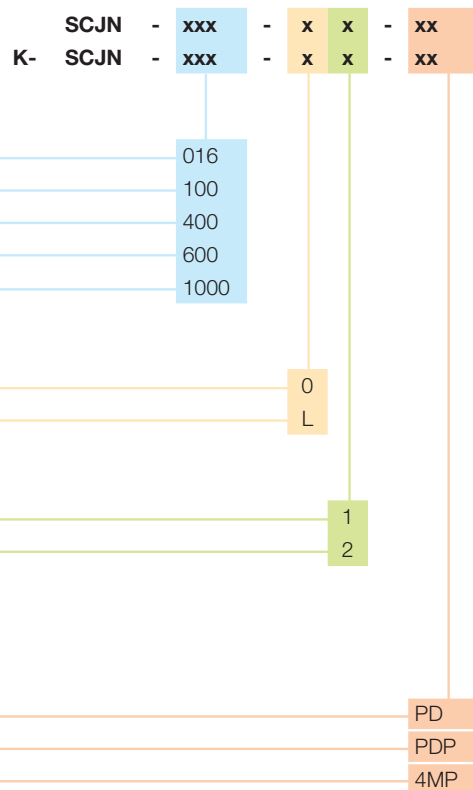 SCJN - xxx - x x - xx
K- SCJN - xxx - x x - xx
016
100
400
600
1000
0
L
1
2
PD
PDP
4MP